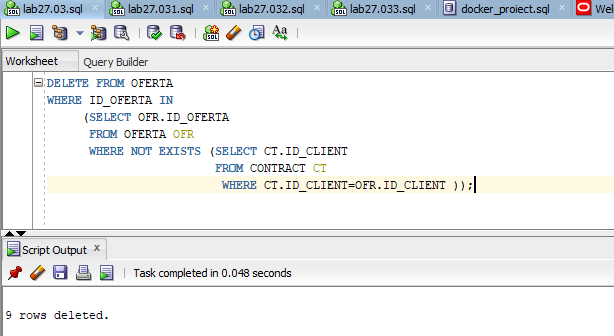 lab27.03.sql lab27.031.sql lab27.032.sql lab27.033.sql docker_proiect.sql Wel
Worksheet Query Builder
DELETE FROM OFERTA
WHERE ID_OFERTA IN
(SELECT OFR.ID_OFERTA
FROM OFERTA OFR
WHERE NOT EXISTS (SELECT CT.ID_CLIENT
FROM CONTRACT CT
WHERE CT.ID_CLIENT=OFR.ID_CLIENT ));
Script Output x
Task completed in 0.048 seconds
9 rows deleted.